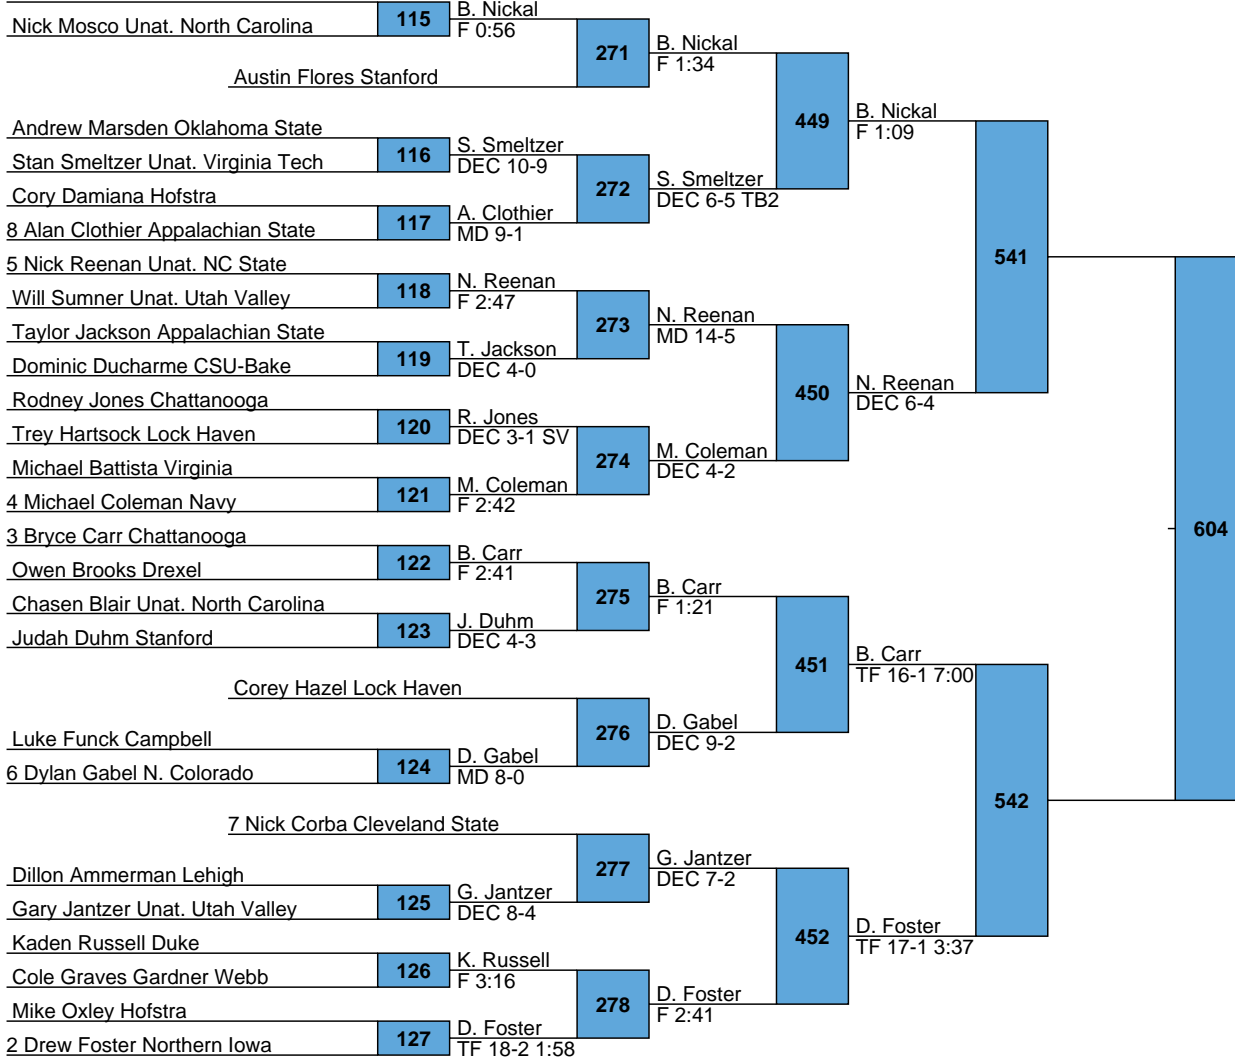 115
B. Nickal
Nick Mosco Unat. North Carolina
F 0:56
271
B. Nickal
F 1:34
Austin Flores Stanford
449
B. Nickal
F 1:09
Andrew Marsden Oklahoma State
116
S. Smeltzer
DEC 10-9
Stan Smeltzer Unat. Virginia Tech
272
S. Smeltzer
DEC 6-5 TB2
Cory Damiana Hofstra
117
A. Clothier
MD 9-1
8 Alan Clothier Appalachian State
541
5 Nick Reenan Unat. NC State
118
N. Reenan
F 2:47
Will Sumner Unat. Utah Valley
273
N. Reenan
MD 14-5
Taylor Jackson Appalachian State
119
T. Jackson
DEC 4-0
Dominic Ducharme CSU-Bake
450
N. Reenan
DEC 6-4
Rodney Jones Chattanooga
120
R. Jones
DEC 3-1 SV
Trey Hartsock Lock Haven
274
M. Coleman
DEC 4-2
Michael Battista Virginia
121
M. Coleman
F 2:42
4 Michael Coleman Navy
604
3 Bryce Carr Chattanooga
122
B. Carr
F 2:41
Owen Brooks Drexel
275
B. Carr
F 1:21
Chasen Blair Unat. North Carolina
123
J. Duhm
DEC 4-3
Judah Duhm Stanford
451
B. Carr
TF 16-1 7:00
Corey Hazel Lock Haven
276
D. Gabel
DEC 9-2
Luke Funck Campbell
124
D. Gabel
MD 8-0
6 Dylan Gabel N. Colorado
542
7 Nick Corba Cleveland State
277
G. Jantzer
DEC 7-2
Dillon Ammerman Lehigh
125
G. Jantzer
DEC 8-4
Gary Jantzer Unat. Utah Valley
452
D. Foster
TF 17-1 3:37
Kaden Russell Duke
126
K. Russell
F 3:16
Cole Graves Gardner Webb
278
D. Foster
F 2:41
Mike Oxley Hofstra
127
D. Foster
TF 18-2 1:58
2 Drew Foster Northern Iowa